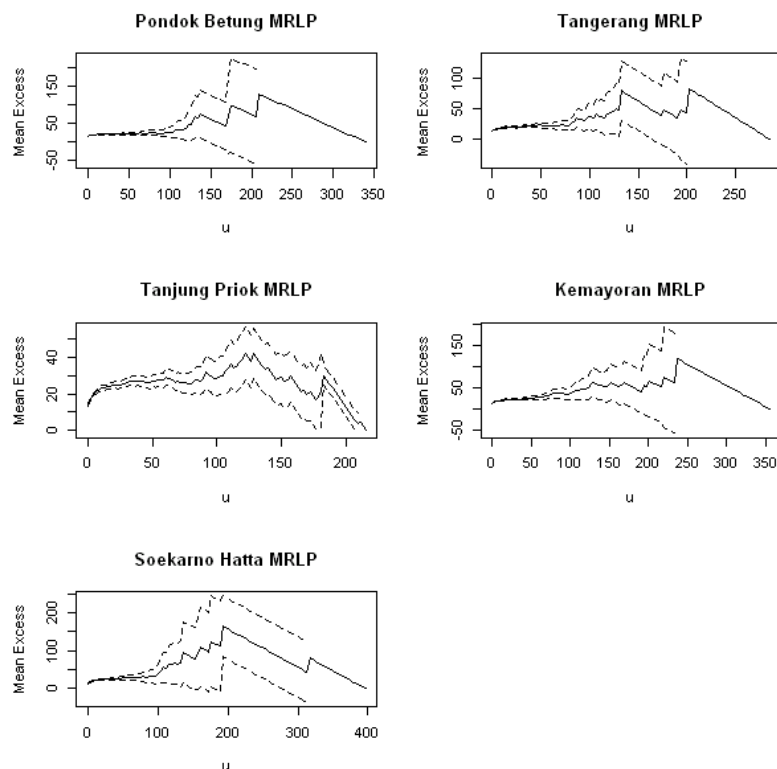 Pondok Betung MRLP
Mean Excess
-50 50 150
0 50 100 150 200 250 300 350
u
Tangerang MRLP
Mean Excess
0 50 100
0 50 100 150 200 250
u
Tanjung Priok MRLP
Mean Excess
0 20 40
0 50 100 150 200
u
Kemayoran MRLP
Mean Excess
-50 50 150
0 50 100 150 200 250 300 350
u
Soekarno Hatta MRLP
Mean Excess
0 100 200
0 100 200 300 400
u